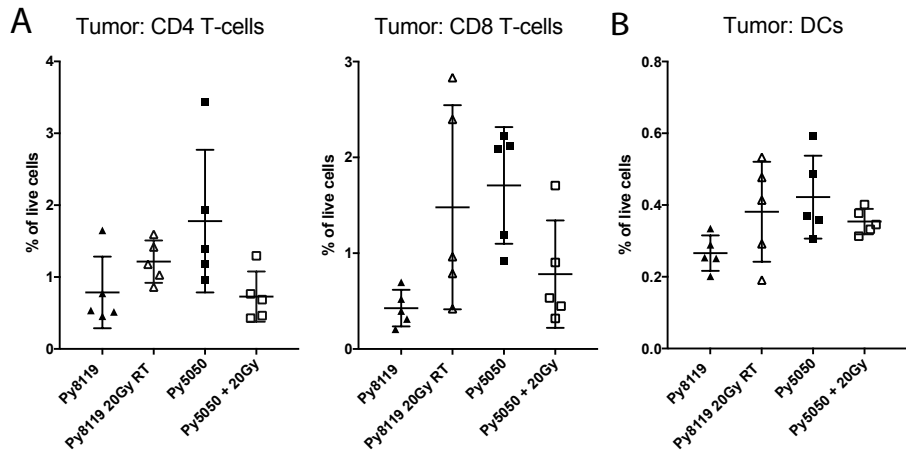 A
Tumor: CD4 T-cells
% of live cells
4
3
2
1
0
Py8119
Py8119 20Gy RT
Py5050
Py5050 + 20Gy
Tumor: CD8 T-cells
% of live cells
3
2
1
0
Py8119
Py8119 20Gy RT
Py5050
Py5050 + 20Gy
B
Tumor: DCs
% of live cells
0.8
0.6
0.4
0.2
0.0
Py8119
Py8119 20Gy RT
Py5050
Py5050 + 20Gy